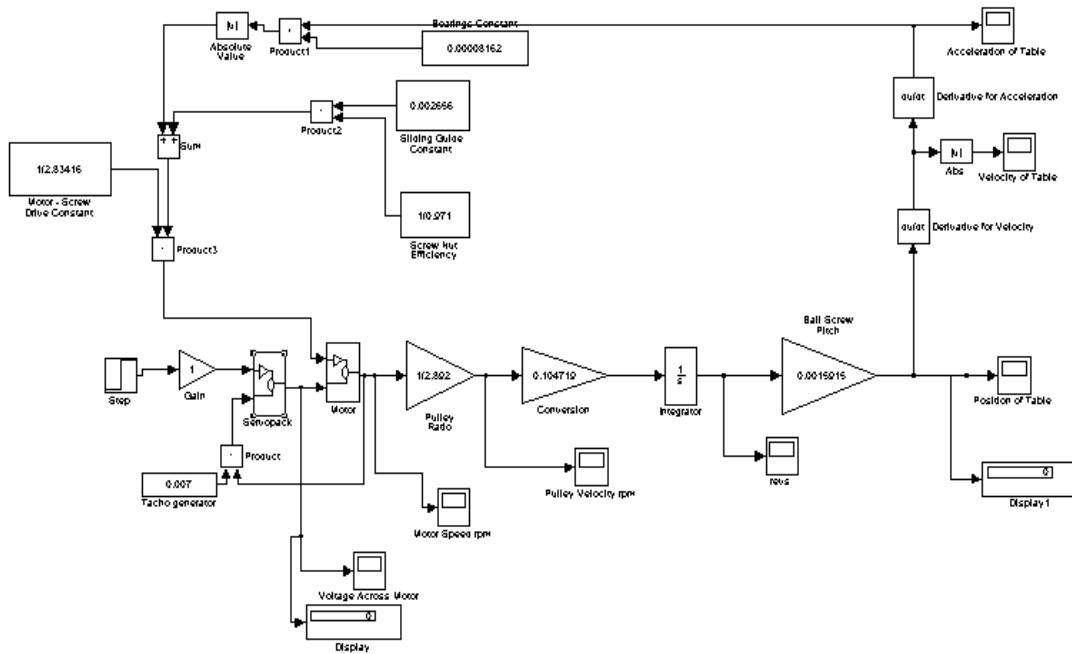 Bearings Constant
|u|
Absolute
Value
Product1
0.00008162
Acceleration of Table
du/dt
Derivative for Acceleration
0.002656
Sliding Guide
Constant
Product2
+ +
Sum
|u|
Abs
Velocity of Table
1/2.83416
Motor - Screw
Drive Constant
1/0.971
Screw Nut
Efficiency
du/dt
Derivative for Velocity
Product3
Ball Screw
Pitch
Step
1
Gain
Servopack
Motor
1/2.892
Pulley
Ratio
0.104719
Conversion
1
s
Integrator
0.0015915
Position of Table
Product
0.007
Tacho generator
Motor Speed rpm
Pulley Velocity rpm
revs
0
Display1
Voltage Across Motor
0
Display